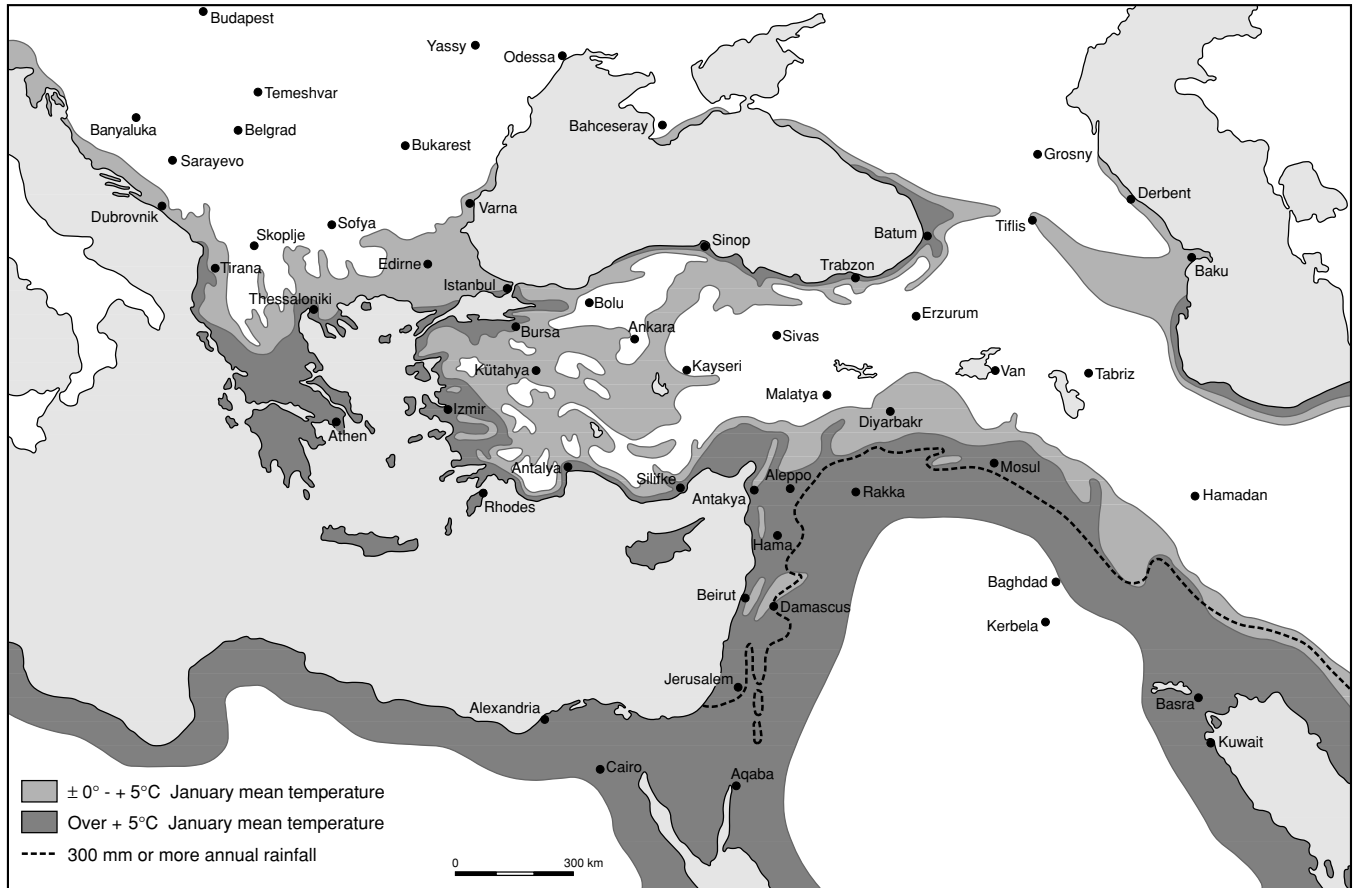 Budapest
Yassy
Odessa
Temeshvar
Banyaluka
Belgrad
Bahceseray
Bukarest
Grosny
Sarayevo
Derbent
Dubrovnik
Varna
Sofya
Tiflis
Skoplje
Batum
Sinop
Tirana
Edirne
Trabzon
Baku
Istanbul
Thessaloniki
Bolu
Erzurum
Bursa
Ankara
Sivas
Kütahya
Kayseri
Van
Tabriz
Malatya
Izmir
Diyarbakr
Athen
Antalya
Mosul
Silifke
Aleppo
Antakya
Rakka
Hamadan
Rhodes
Hama
Baghdad
Beirut
Damascus
Kerbela
Jerusalem
Basra
Alexandria
Kuwait
Cairo
Aqaba
± 0° - + 5°C January mean temperature
Over + 5°C January mean temperature
300 mm or more annual rainfall
0 300 km